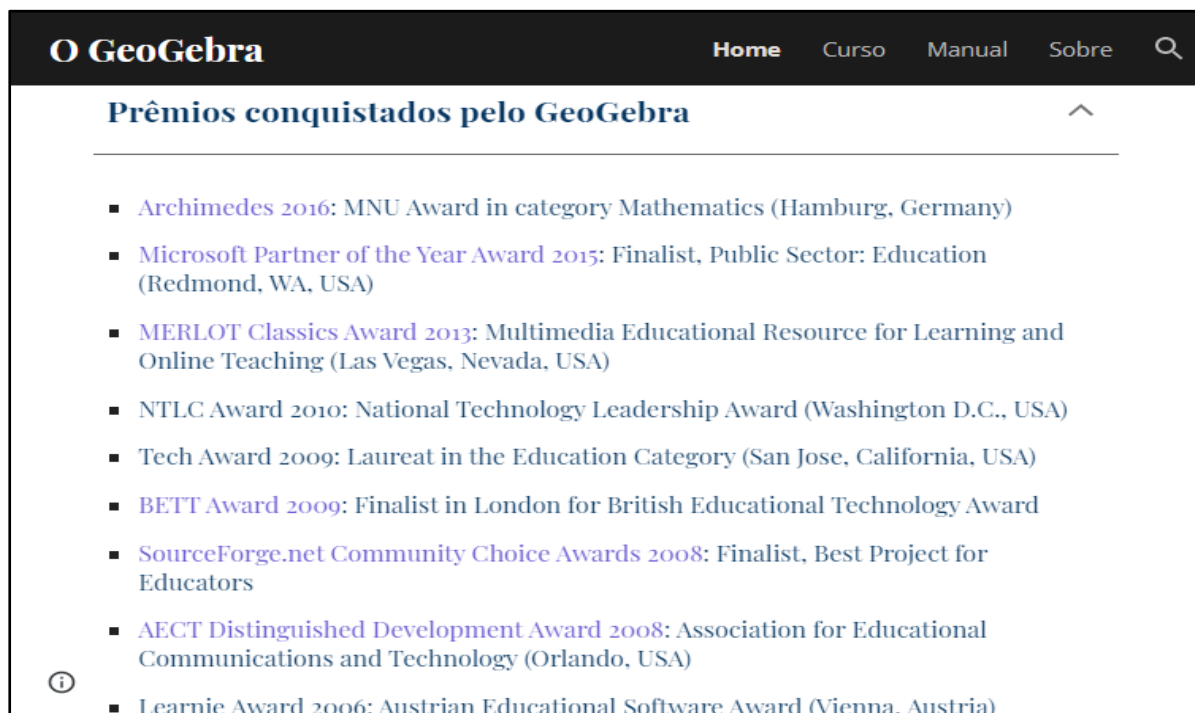 O GeoGebra
Home Curso Manual Sobre
Prêmios conquistados pelo GeoGebra
Archimedes 2016: MNU Award in category Mathematics (Hamburg, Germany)
Microsoft Partner of the Year Award 2015: Finalist, Public Sector: Education
(Redmond, WA, USA)
MERLOT Classics Award 2013: Multimedia Educational Resource for Learning and
Online Teaching (Las Vegas, Nevada, USA)
NTLC Award 2010: National Technology Leadership Award (Washington D.C., USA)
Tech Award 2009: Laureat in the Education Category (San Jose, California, USA)
BETT Award 2009: Finalist in London for British Educational Technology Award
SourceForge.net Community Choice Awards 2008: Finalist, Best Project for
Educators
AECT Distinguished Development Award 2008: Association for Educational
Communications and Technology (Orlando, USA)
Learnie Award 2006: Austrian Educational Software Award (Vienna, Austria)